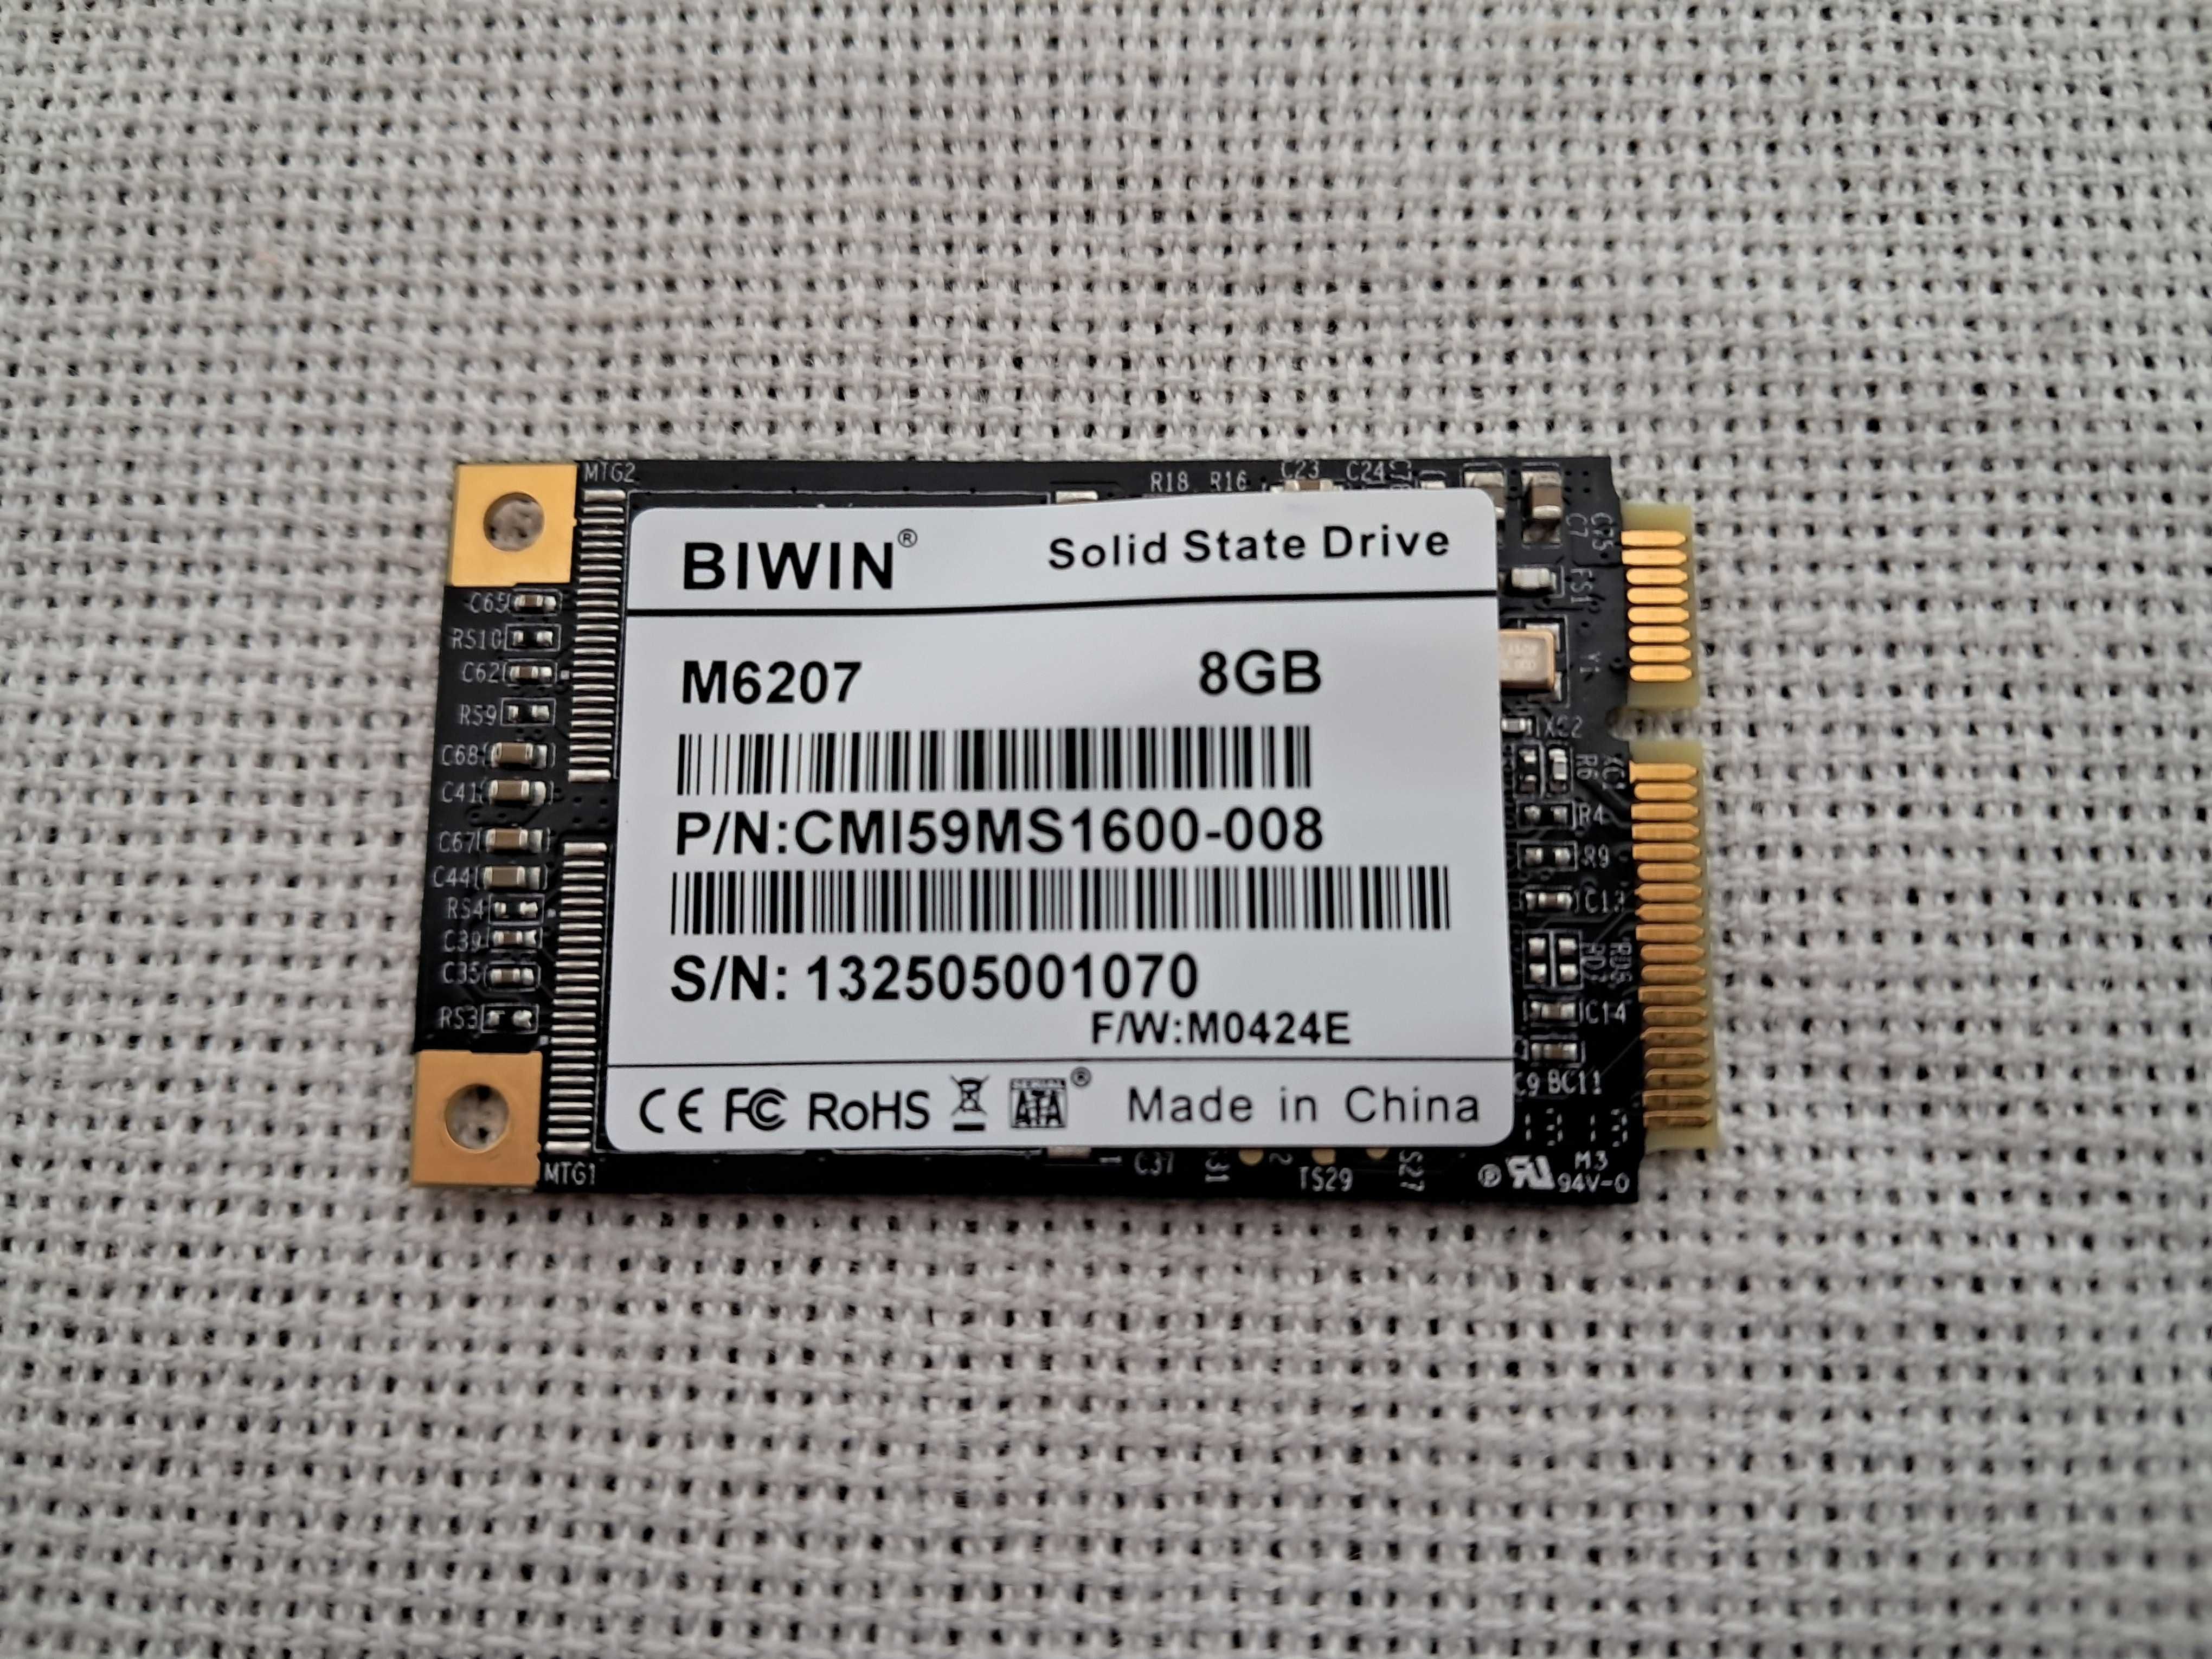 MTG2
R18 R16 C23 C24
BIWIN® Solid State Drive
C7
C65
RS10
M6207 8GB
C62
RS9
C68
C41
P/N:CMI59MS1600-008
R4
C67
R9
C44
RS4
C13
C39
C35
S/N: 132505001070
RS3
C14
F/W:M0424E
C9 BC11
CE FC RoHS SERIAL ATA® Made in China
MTG1
C37
TS29
M3
94V-0